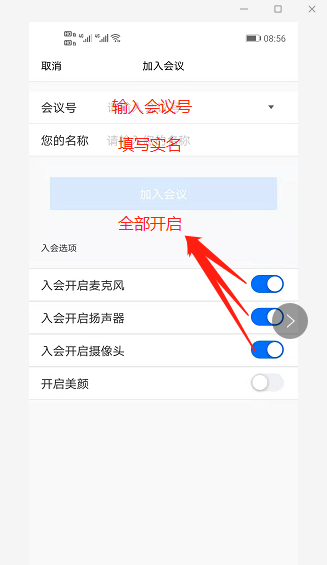 08:56
取消 加入会议
会议号 输入会议号
您的名称 填写实名
加入会议
全部开启
入会选项
入会开启麦克风
入会开启扬声器
入会开启摄像头
开启美颜